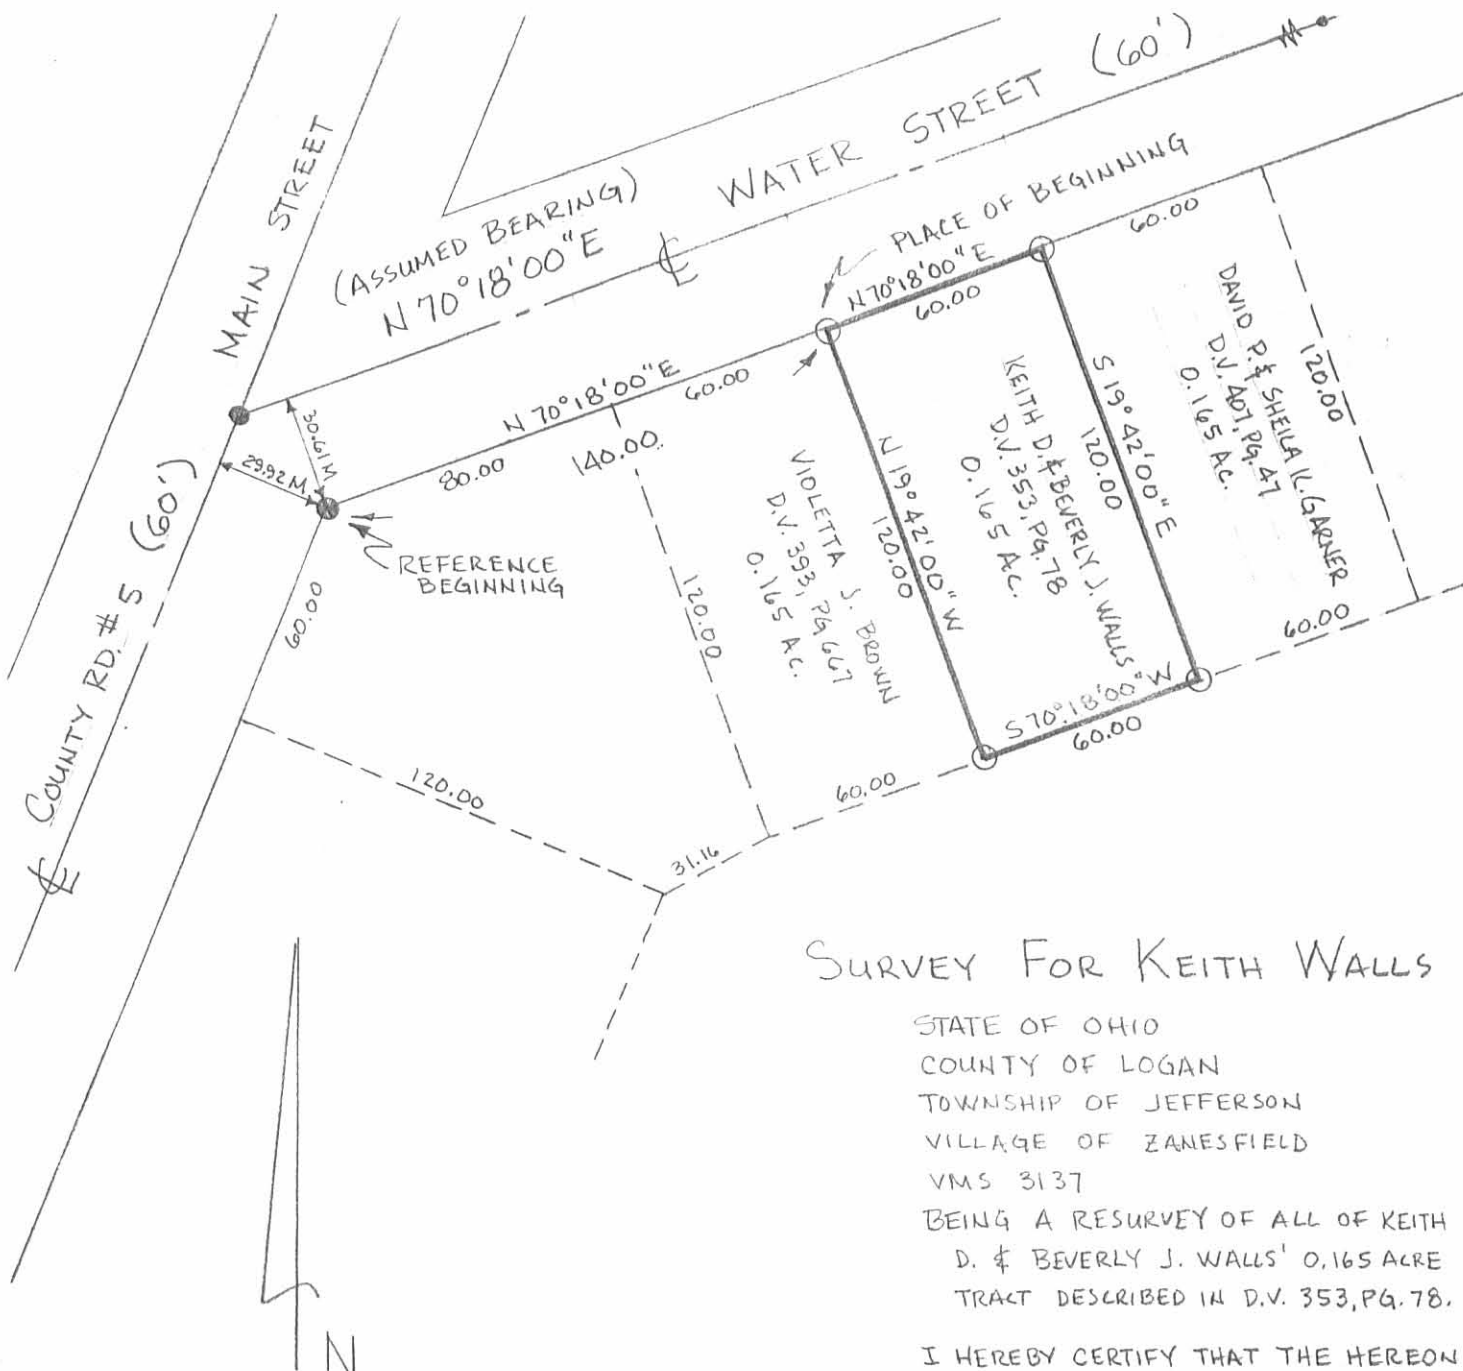 MAIN STREET
COUNTY RD. # 5 (60')
(ASSUMED BEARING)
N 70°18'00"E
WATER STREET (60')
M
PLACE OF BEGINNING
N 70°18'00" E
60.00
60.00
N 70°18'00"E
60.00
80.00
140.00
30.61 M
29.92 M
REFERENCE
BEGINNING
60.00
120.00
31.16
120.00
VIOLETTA J. BROWN
D.V. 393, PG 667
0.165 AC.
60.00
N 19°42'00" W
120.00
KEITH D. & BEVERLY J. WALLS
D.V. 353, PG. 78
0.165 AC.
S 19°42'00" E
120.00
S 70°18'00" W
60.00
DAVID P. & SHEILA K. GARNER
D.V. 407, PG. 47
0.165 AC.
120.00
60.00
SURVEY FOR KEITH WALLS
STATE OF OHIO
COUNTY OF LOGAN
TOWNSHIP OF JEFFERSON
VILLAGE OF ZANESFIELD
VMS 3137
BEING A RESURVEY OF ALL OF KEITH
D. & BEVERLY J. WALLS' 0.165 ACRE
TRACT DESCRIBED IN D.V. 353, PG. 78.
I HEREBY CERTIFY THAT THE HEREON
N